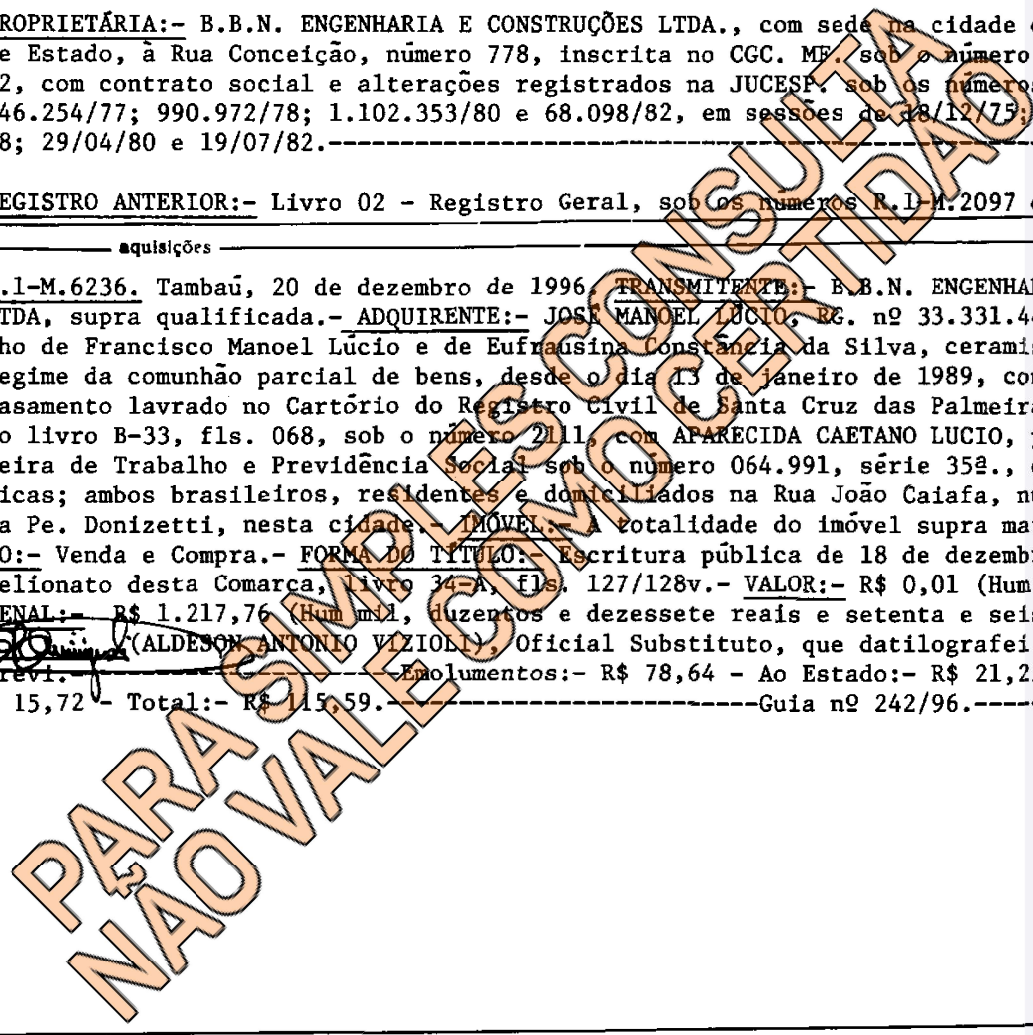 ROPRIETÁRIA:- B.B.N. ENGENHARIA E CONSTRUÇÕES LTDA., com sede na cidade
e Estado, à Rua Conceição, número 778, inscrita no CGC. MF. sob o número
2, com contrato social e alterações registrados na JUCESP. sob os números
46.254/77; 990.972/78; 1.102.353/80 e 68.098/82, em sessões de 18/12/75;
8; 29/04/80 e 19/07/82.-----------------------------------------------
EGISTRO ANTERIOR:- Livro 02 - Registro Geral, sob os números R.1-M.2097
aquisições
.1-M.6236. Tambaú, 20 de dezembro de 1996. TRANSMITENTE:- B.B.N. ENGENHA
TDA, supra qualificada.- ADQUIRENTE:- JOSÉ MANOEL LÚCIO, RG. nº 33.331.4
ho de Francisco Manoel Lúcio e de Eufrausina Constância da Silva, cerami
egime da comunhão parcial de bens, desde o dia 13 de janeiro de 1989, co
asamento lavrado no Cartório do Registro Civil de Santa Cruz das Palmeir
o livro B-33, fls. 068, sob o número 2111, com APARECIDA CAETANO LUCIO,
eira de Trabalho e Previdência Social sob o número 064.991, série 35ª.,
icas; ambos brasileiros, residentes e domiciliados na Rua João Caiafa, n
a Pe. Donizetti, nesta cidade.- IMÓVEL:- A totalidade do imóvel supra ma
O:- Venda e Compra.- FORMA DO TÍTULO:- Escritura pública de 18 de dezemb
elionato desta Comarca, livro 34-A, fls. 127/128v.- VALOR:- R$ 0,01 (Hum
ENAL:- R$ 1.217,76 (Hum mil, duzentos e dezessete reais e setenta e sei
(ALDESON ANTONIO VIZIOLI), Oficial Substituto, que datilografei
revi.---------------------Emolumentos:- R$ 78,64 - Ao Estado:- R$ 21,2
15,72 - Total:- R$ 115,59.------------------------Guia nº 242/96.----
PARA SIMPLES CONSULTA
NÃO VALE COMO CERTIDÃO